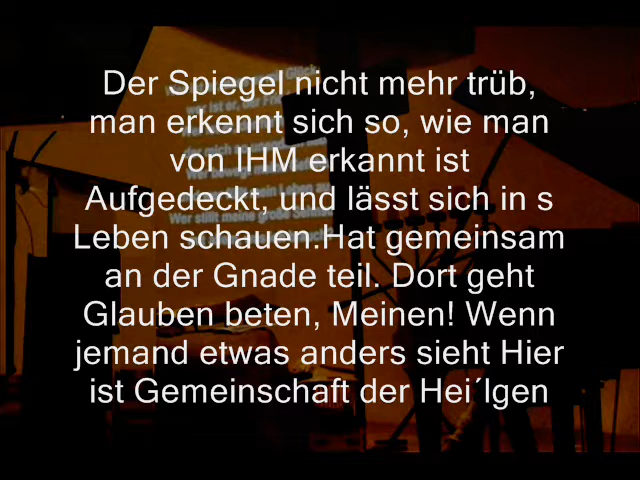 Der Spiegel nicht mehr trüb,
man erkennt sich so, wie man
von IHM erkannt ist
Aufgedeckt, und lässt sich in s
Leben schauen.Hat gemeinsam
an der Gnade teil. Dort geht
Glauben beten, Meinen! Wenn
jemand etwas anders sieht Hier
ist Gemeinschaft der Hei´lgen